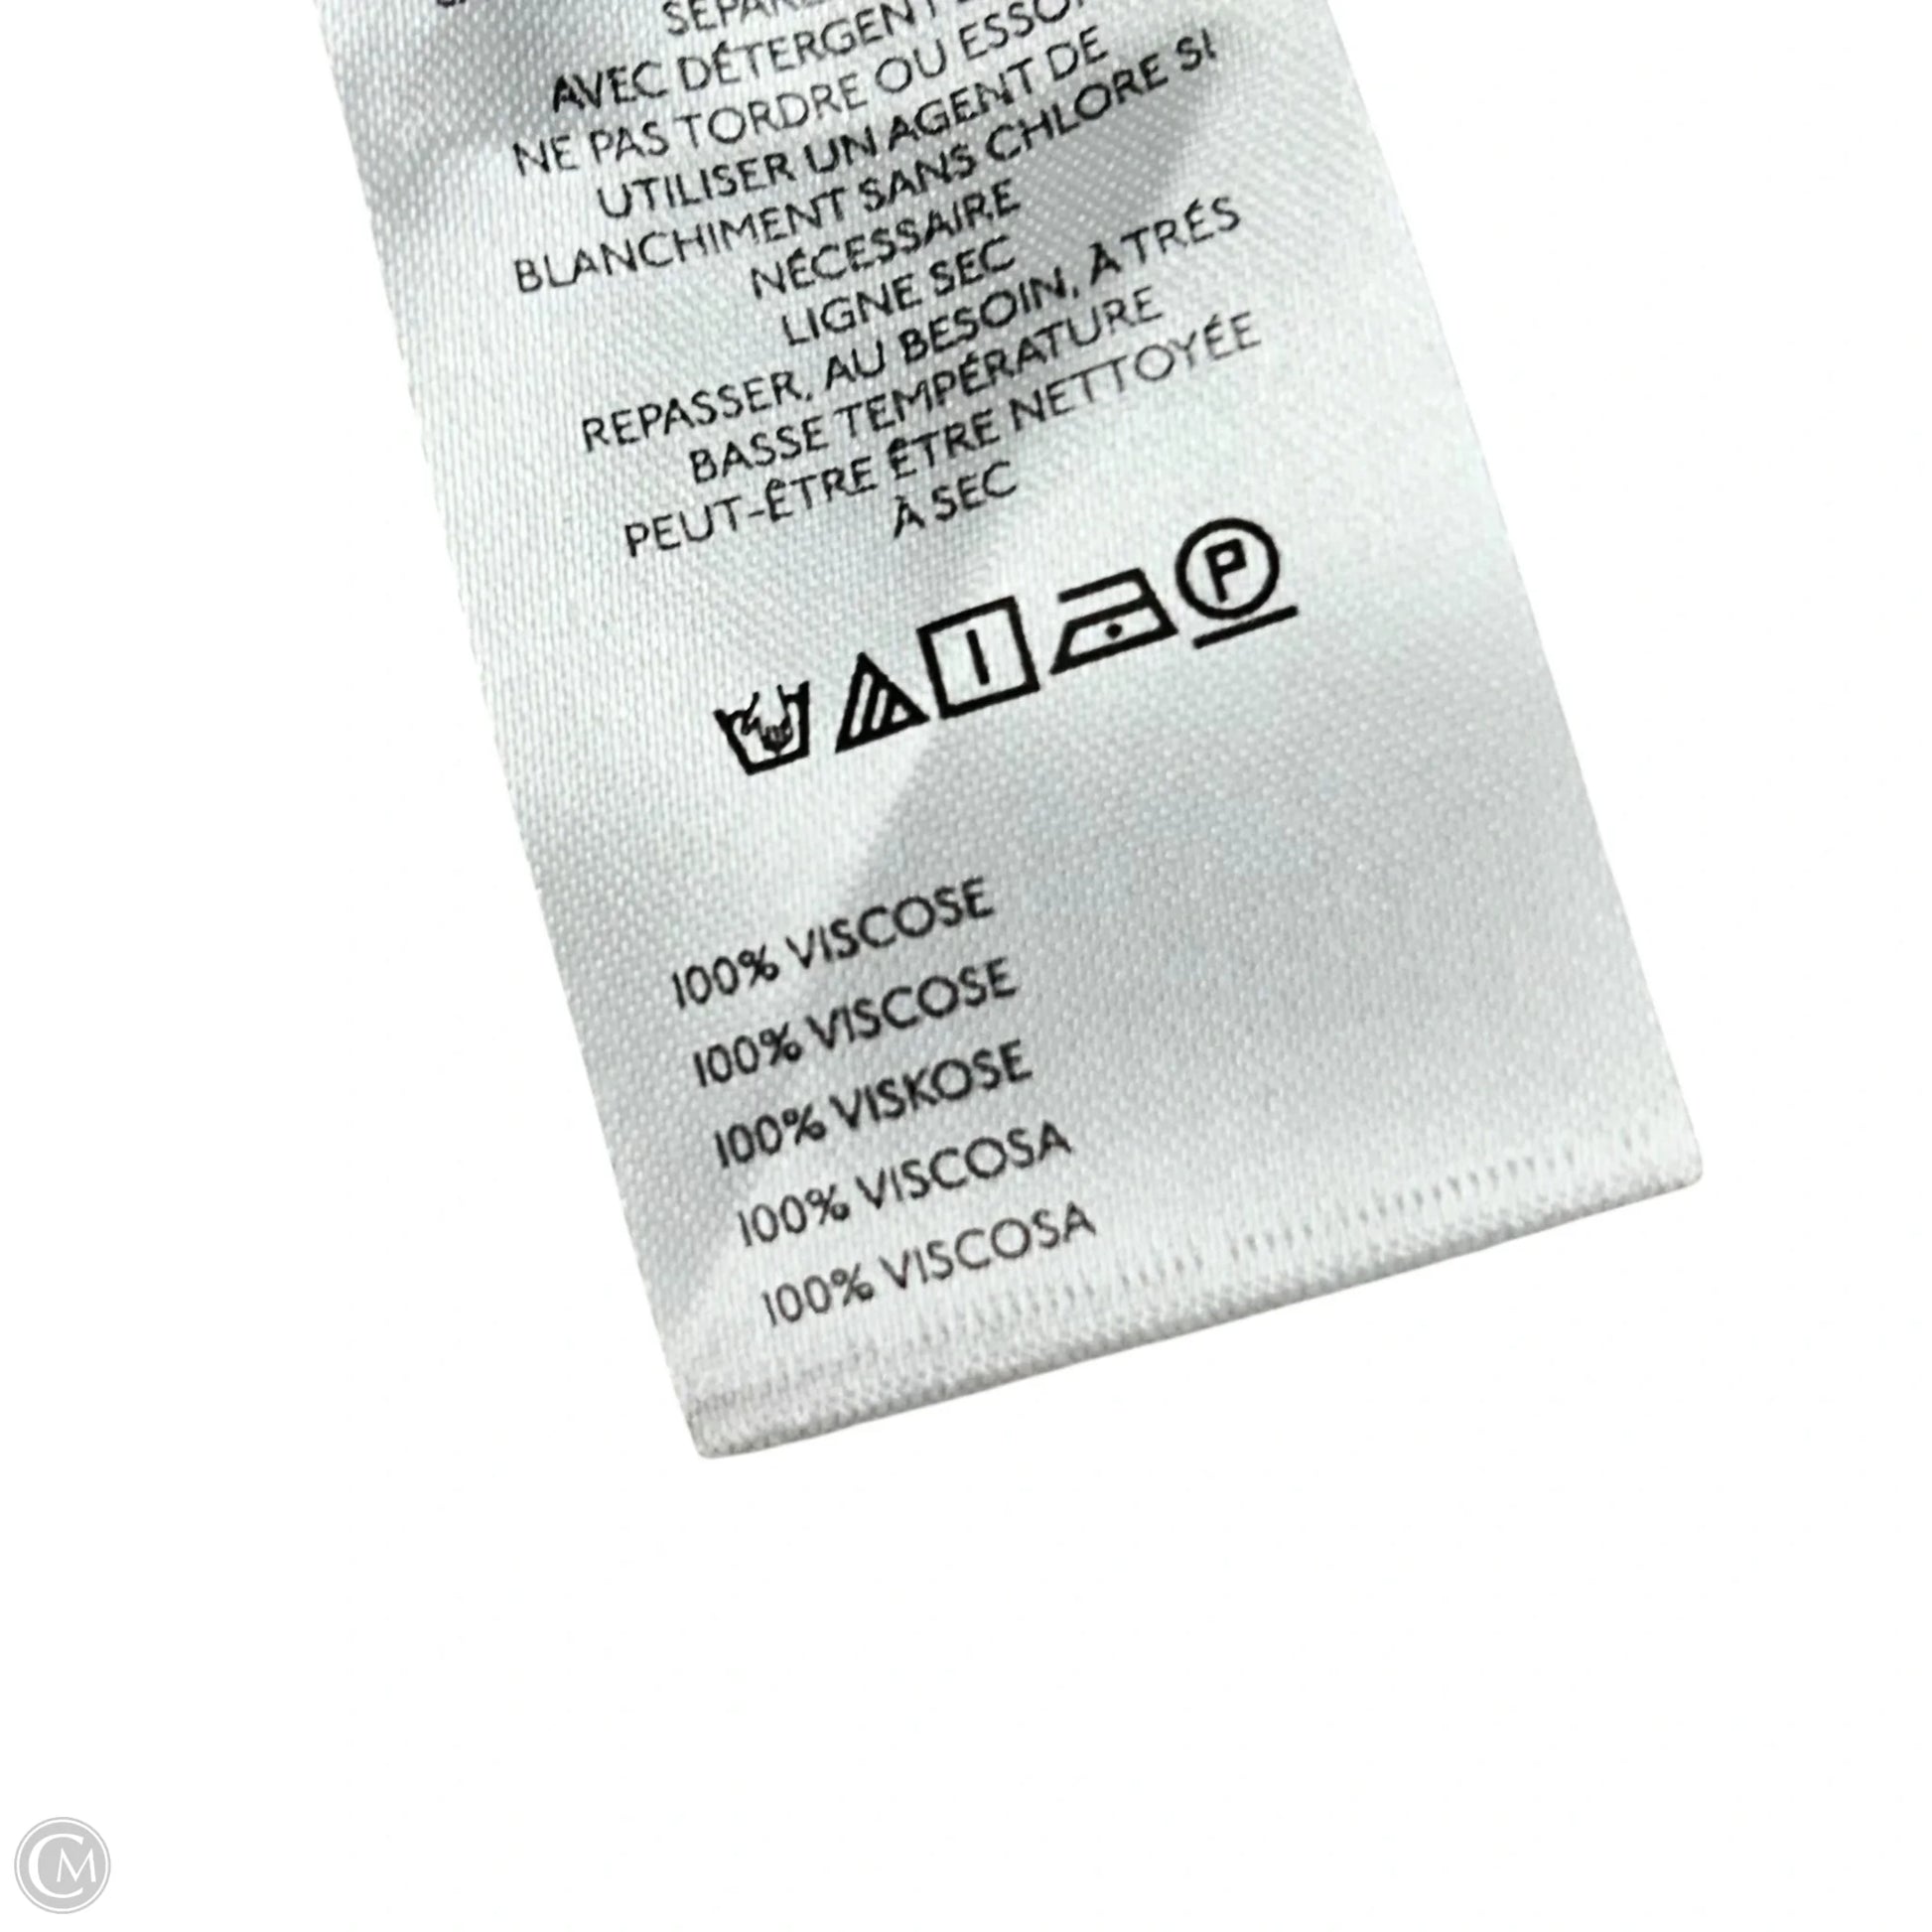 AVEC DÉTERGENT
NE PAS TORDRE OU
UTILISER UN AGENT DE
BLANCHIMENT SANS CHLORE SI
NÉCESSAIRE
LIGNE SEC
REPASSER, AU BESOIN, À TRÉS
BASSE TEMPÉRATURE
PEUT-ÊTRE ÊTRE NETTOYÉE
À SEC
P
100% VISCOSE
100% VISCOSE
100% VISKOSE
100% VISCOSA
100% VISCOSA
CM